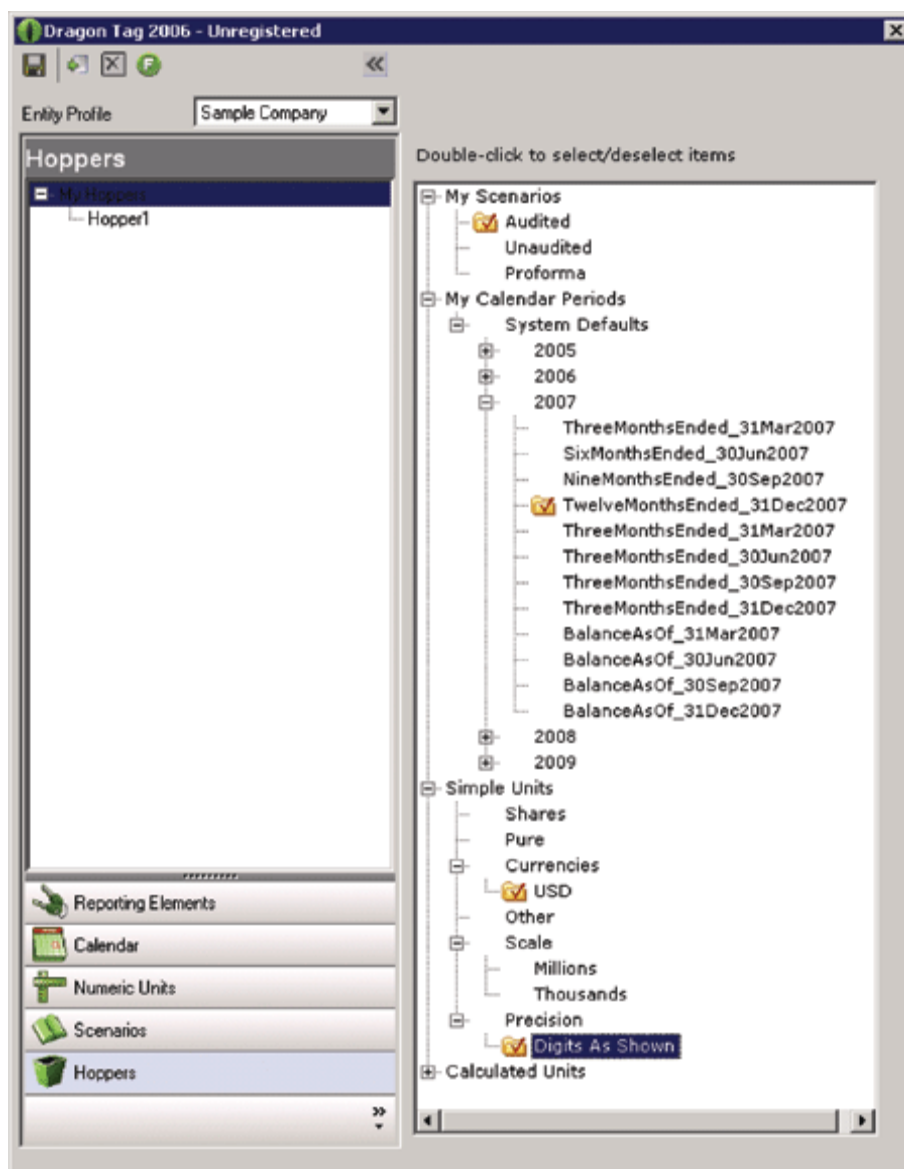 Dragon Tag 2006 - Unregistered
Entity Profile
Sample Company
Hoppers
My Hoppers
Hopper1
Reporting Elements
Calendar
Numeric Units
Scenarios
Hoppers
Double-click to select/deselect items
My Scenarios
Audited
Unaudited
Proforma
My Calendar Periods
System Defaults
2005
2006
2007
ThreeMonthsEnded_31Mar2007
SixMonthsEnded_30Jun2007
NineMonthsEnded_30Sep2007
TwelveMonthsEnded_31Dec2007
ThreeMonthsEnded_31Mar2007
ThreeMonthsEnded_30Jun2007
ThreeMonthsEnded_30Sep2007
ThreeMonthsEnded_31Dec2007
BalanceAsOf_31Mar2007
BalanceAsOf_30Jun2007
BalanceAsOf_30Sep2007
BalanceAsOf_31Dec2007
2008
2009
Simple Units
Shares
Pure
Currencies
USD
Other
Scale
Millions
Thousands
Precision
Digits As Shown
Calculated Units